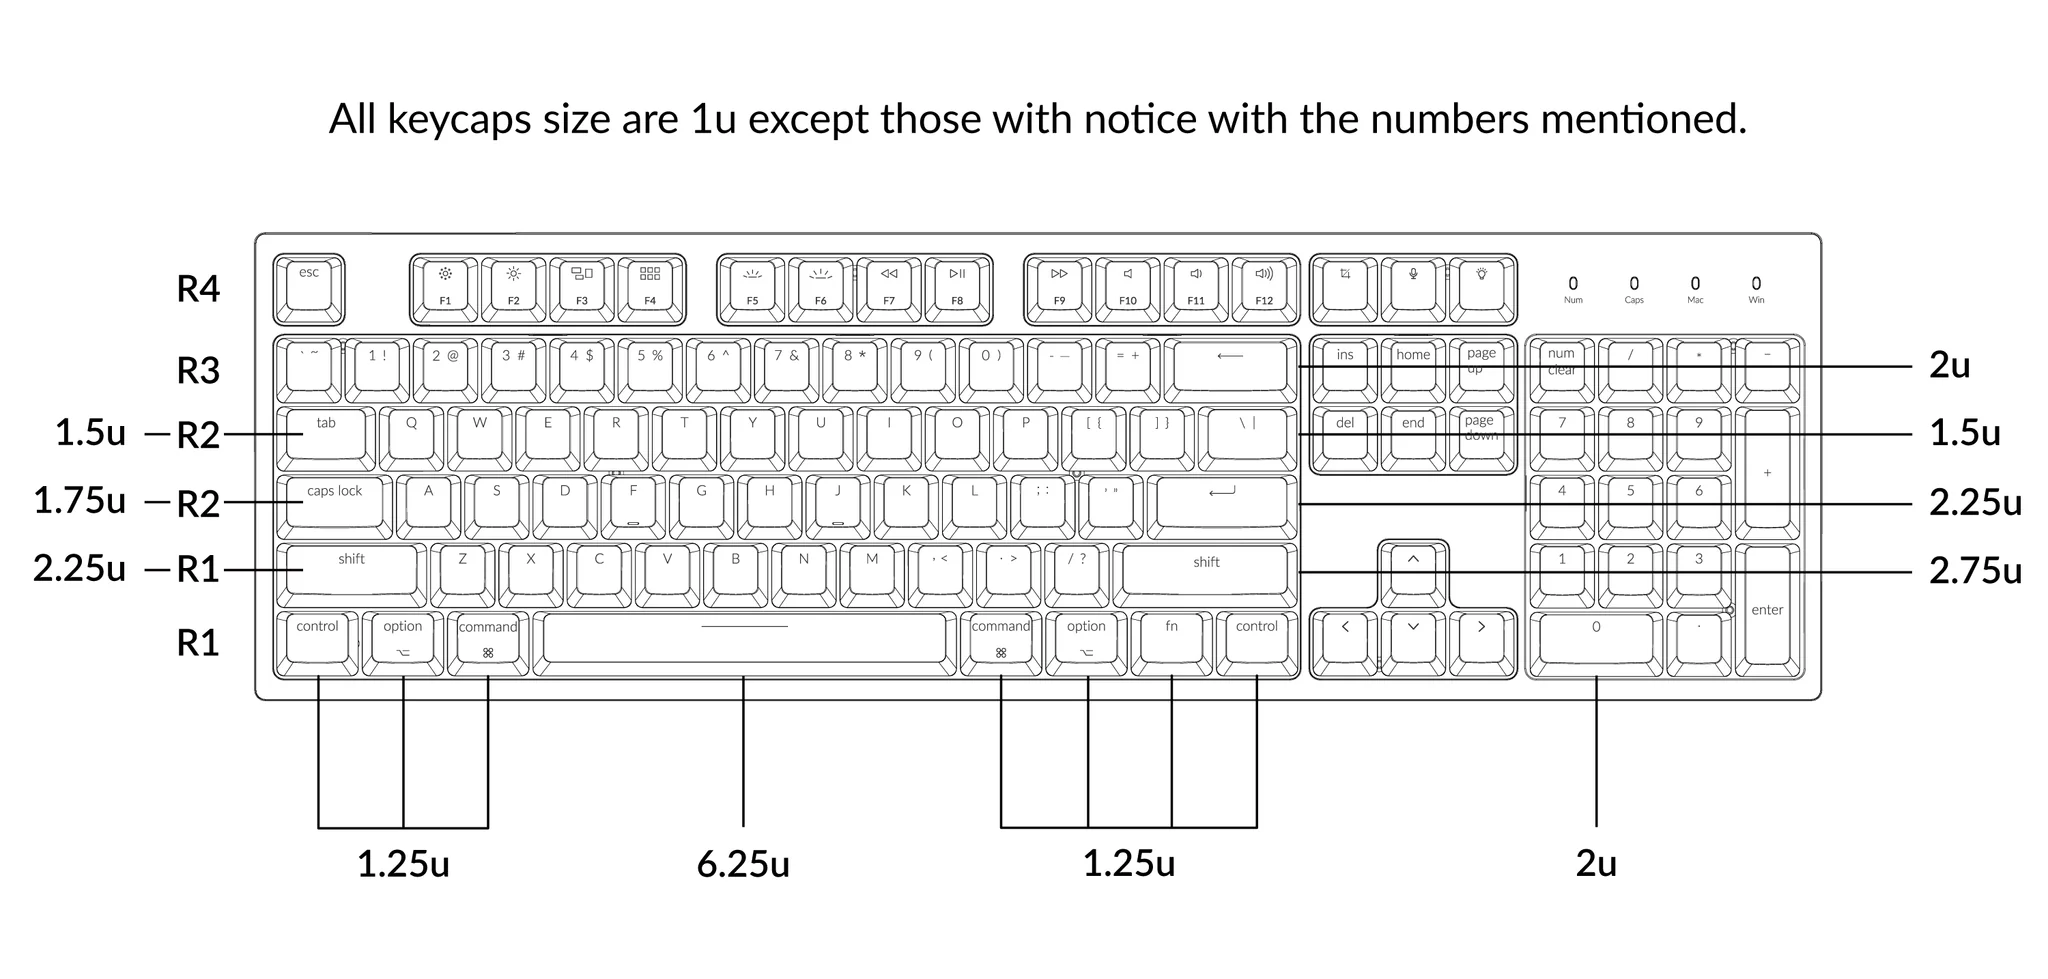 All keycaps size are 1u except those with notice with the numbers mentioned.
R4 esc F1 F2 F3 F4 F5 F6 F7 F8 F9 F10 F11 F12 0 0 0 0
Num Caps Mac Win
R3 ` ~ 1 ! 2 @ 3 # 4 $ 5 % 6 ^ 7 & 8 * 9 ( 0 ) - — = + ← ins home page up num clear / * − 2u
1.5u R2 tab Q W E R T Y U I O P [ { ] } \ | del end page down 7 8 9 + 1.5u
1.75u R2 caps lock A S D F G H J K L ; : ' " 4 5 6 2.25u
2.25u R1 shift Z X C V B N M , < . > / ? shift ^ 1 2 3 enter 2.75u
R1 control option ⌥ command ⌘ command ⌘ option ⌥ fn control < ∨ > 0 .
1.25u 6.25u 1.25u 2u